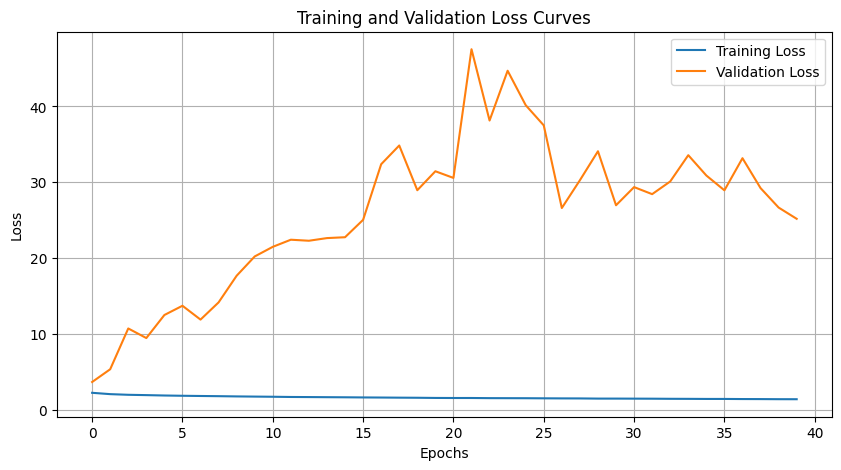 Training and Validation Loss Curves
Training Loss
Validation Loss
Loss
40
30
20
10
0
0 5 10 15 20 25 30 35 40
Epochs